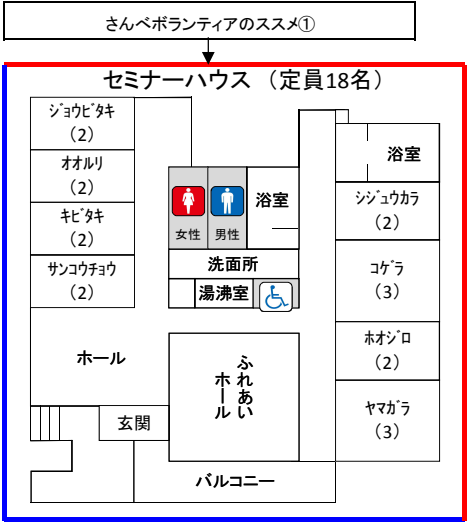 さんべボランティアのススメ①
セミナーハウス （定員18名）
ｼﾞｮｳﾋﾞﾀｷ
（2）
ｵｵﾙﾘ
（2）
ｷﾋﾞﾀｷ
（2）
ｻﾝｺｳﾁｮｳ
（2）
女性
男性
浴室
洗面所
湯沸室
浴室
ｼｼﾞｭｳｶﾗ
（2）
ｺｹﾞﾗ
（3）
ﾎｵｼﾞﾛ
（2）
ﾔﾏｶﾞﾗ
（3）
ホール
ふれあい
ホール
玄関
バルコニー